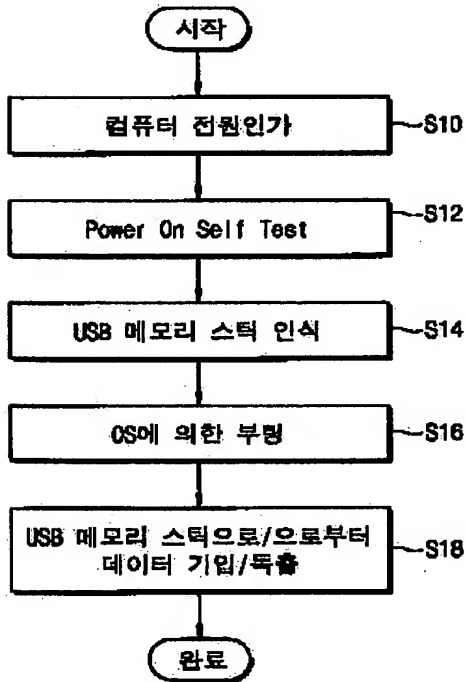 시작
컴퓨터 전원인가
S10
Power On Self Test
S12
USB 메모리 스틱 인식
S14
OS에 의한 부팅
S16
USB 메모리 스틱으로/으로부터
데이터 기입/독출
S18
완료